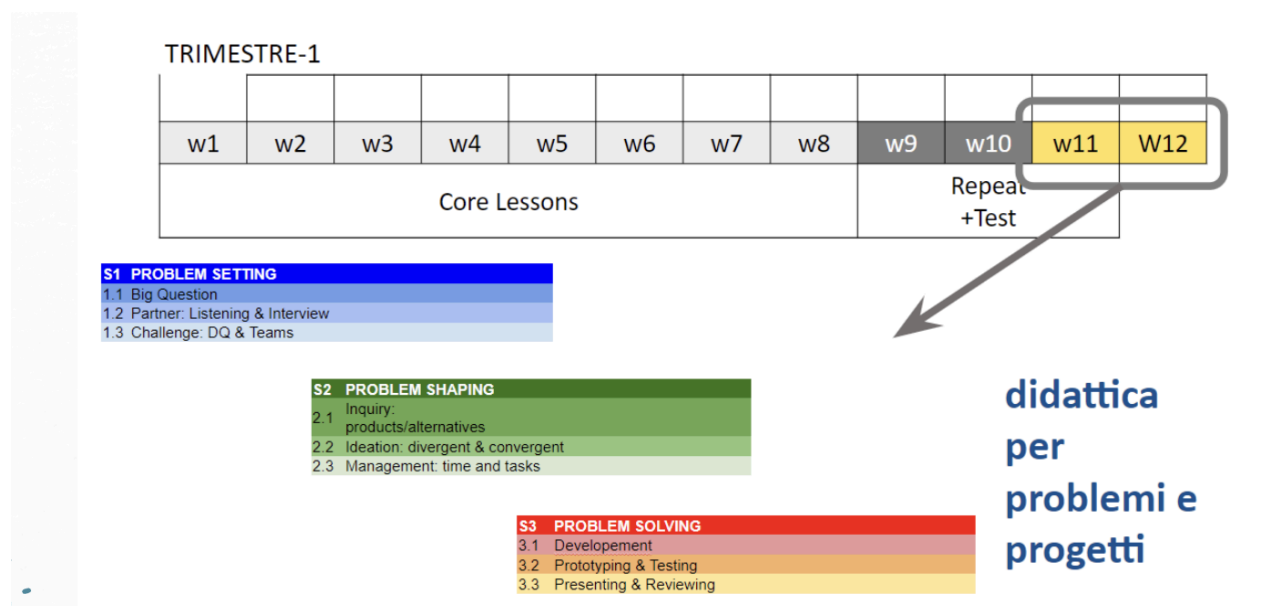 TRIMESTRE-1
w1 w2 w3 w4 w5 w6 w7 w8 w9 w10 w11 W12
Core Lessons
Repeat
+Test
S1 PROBLEM SETTING
1.1 Big Question
1.2 Partner: Listening & Interview
1.3 Challenge: DQ & Teams
S2 PROBLEM SHAPING
2.1 Inquiry:
products/alternatives
2.2 Ideation: divergent & convergent
2.3 Management: time and tasks
S3 PROBLEM SOLVING
3.1 Developement
3.2 Prototyping & Testing
3.3 Presenting & Reviewing
didattica
per
problemi e
progetti